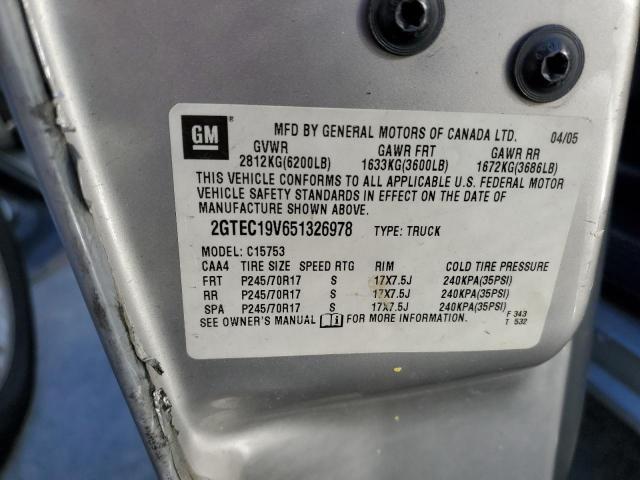 GM ® MFD BY GENERAL MOTORS OF CANADA LTD. 04/05
GVWR GAWR FRT GAWR RR
2812KG(6200LB) 1633KG(3600LB) 1672KG(3686LB)
THIS VEHICLE CONFORMS TO ALL APPLICABLE U.S. FEDERAL MOTOR
VEHICLE SAFETY STANDARDS IN EFFECT ON THE DATE OF
MANUFACTURE SHOWN ABOVE.
2GTEC19V651326978 TYPE: TRUCK
MODEL: C15753
CAA4 TIRE SIZE SPEED RTG RIM COLD TIRE PRESSURE
FRT P245/70R17 S 17X7.5J 240KPA(35PSI)
RR P245/70R17 S 17X7.5J 240KPA(35PSI)
SPA P245/70R17 S 17X7.5J 240KPA(35PSI)
SEE OWNER'S MANUAL FOR MORE INFORMATION.
F 343
T 532